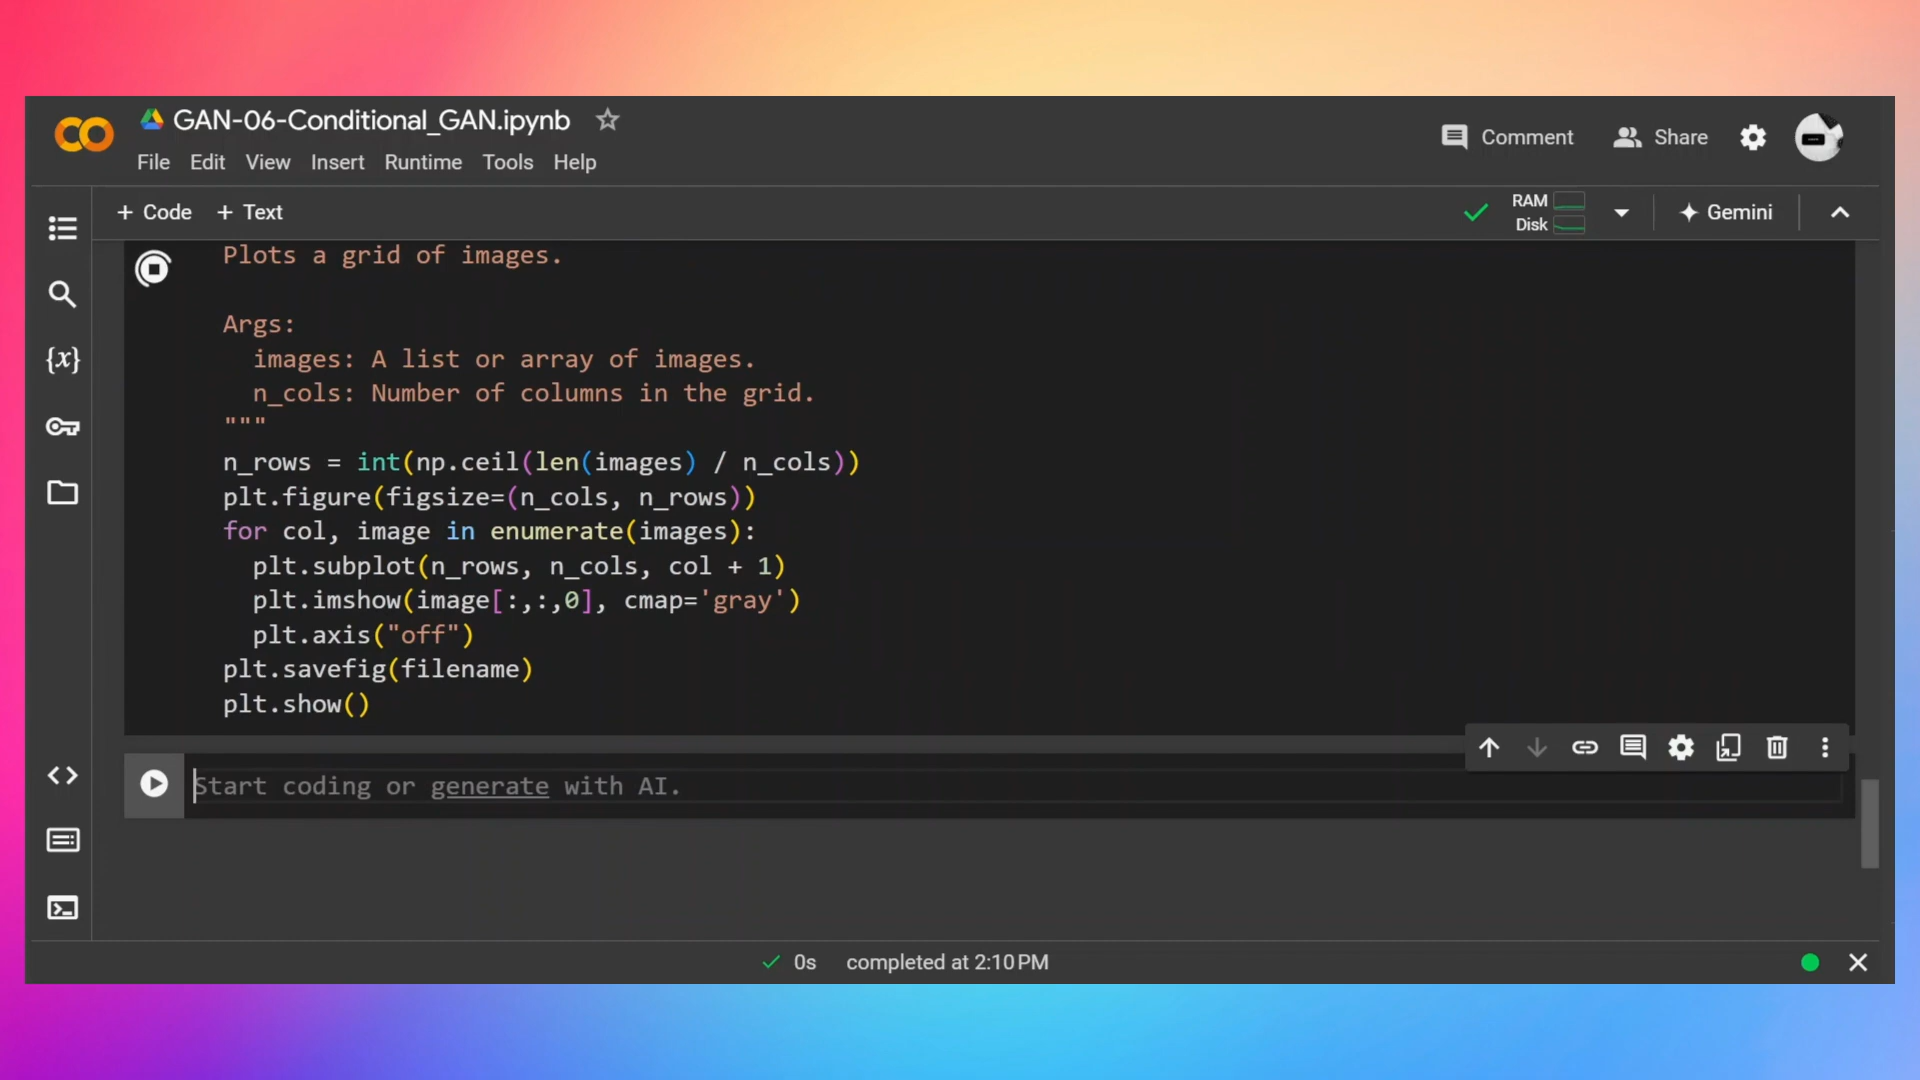 GAN-06-Conditional_GAN.ipynb
File Edit View Insert Runtime Tools Help
Comment Share
+ Code + Text
RAM
Disk
Gemini
Plots a grid of images.
Args:
images: A list or array of images.
n_cols: Number of columns in the grid.
"""
n_rows = int(np.ceil(len(images) / n_cols))
plt.figure(figsize=(n_cols, n_rows))
for col, image in enumerate(images):
plt.subplot(n_rows, n_cols, col + 1)
plt.imshow(image[:,:,0], cmap='gray')
plt.axis("off")
plt.savefig(filename)
plt.show()
Start coding or generate with AI.
0s completed at 2:10 PM